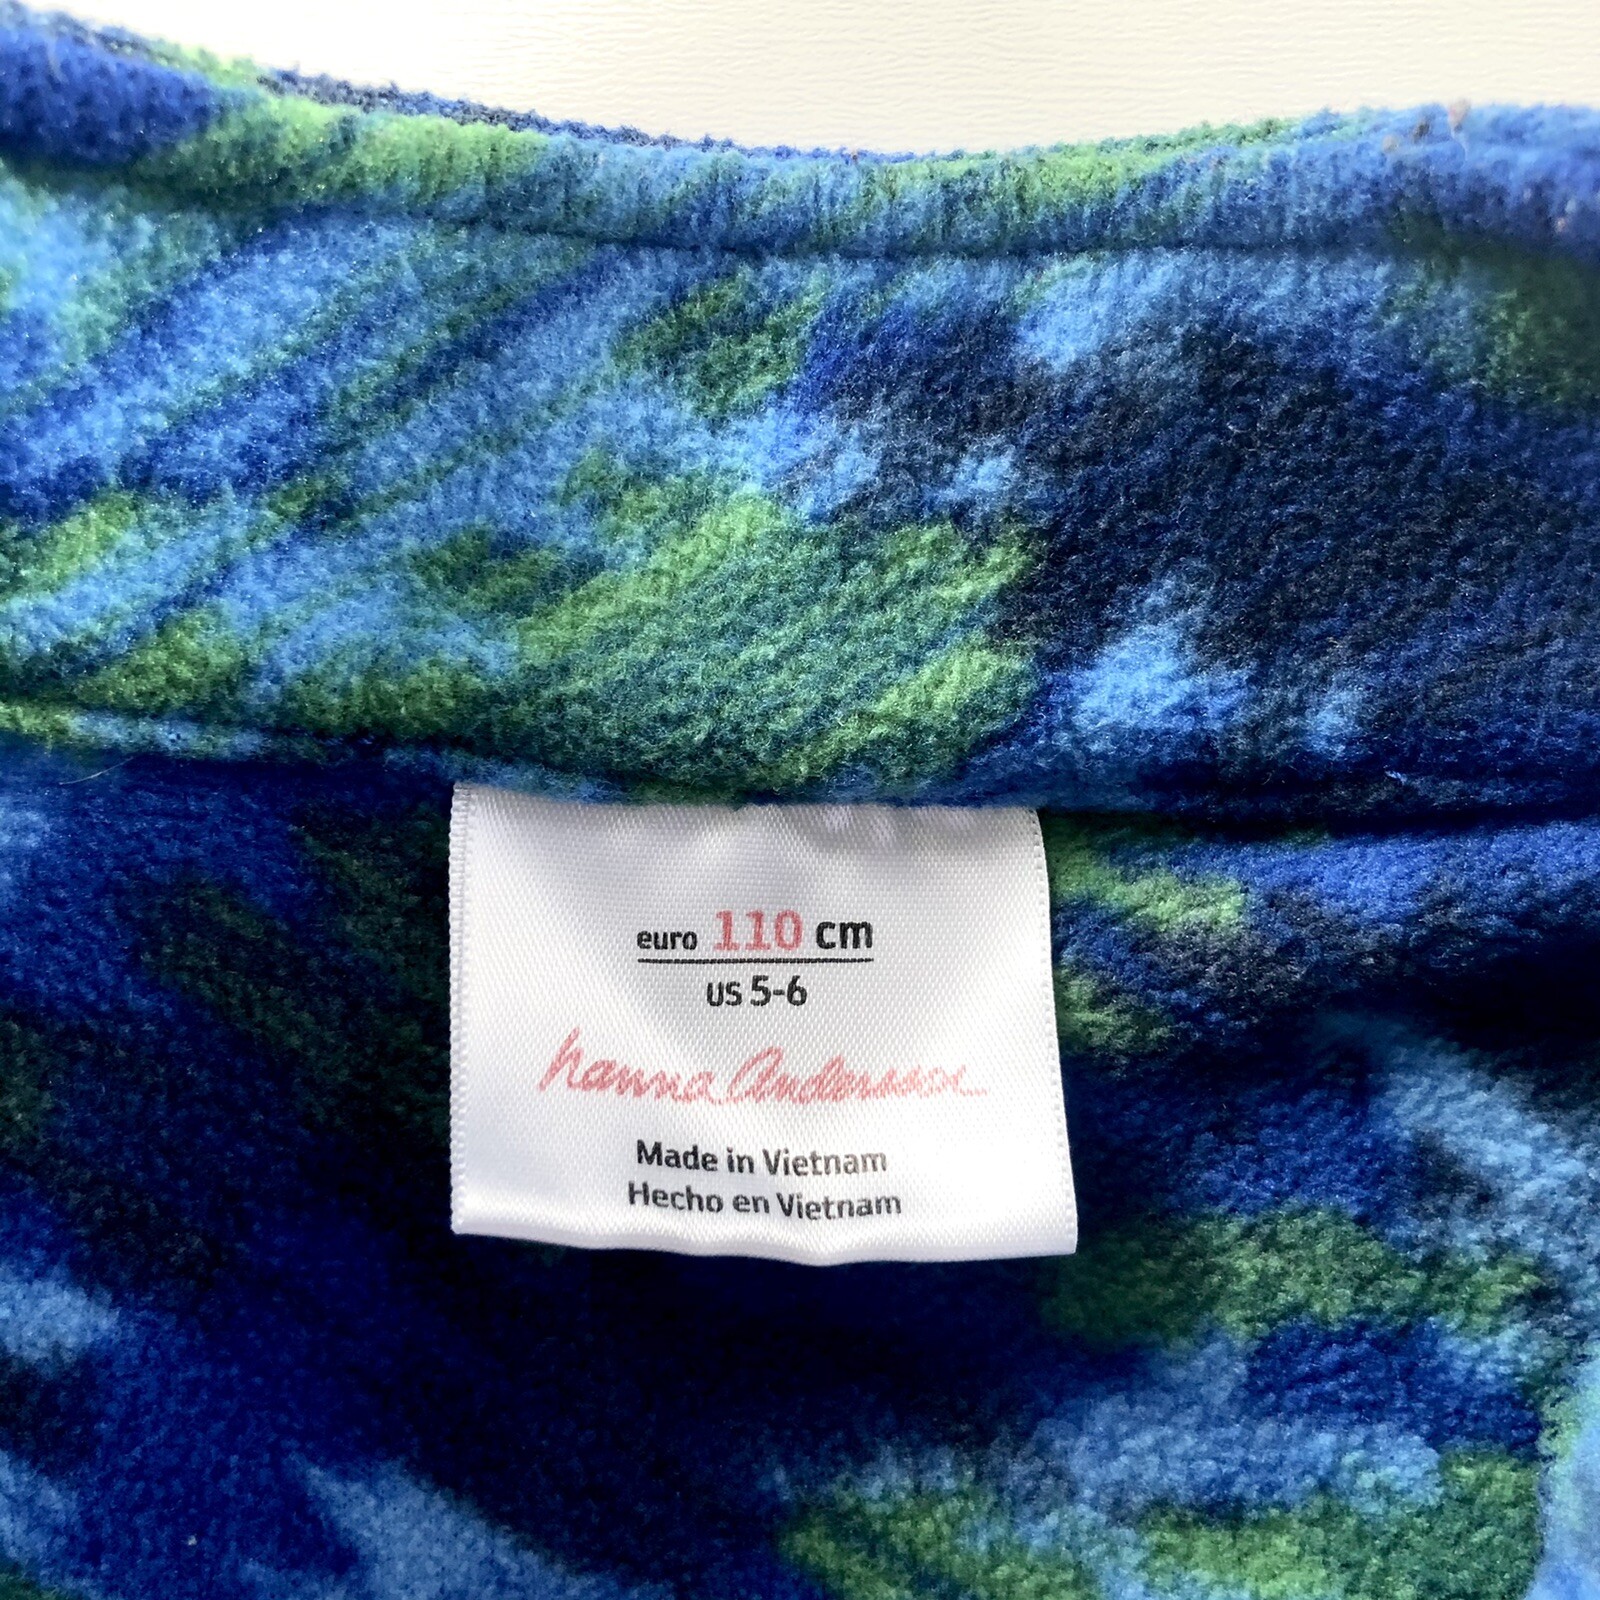 euro 110 cm
US 5-6
hanna Andersson
Made in Vietnam
Hecho en Vietnam